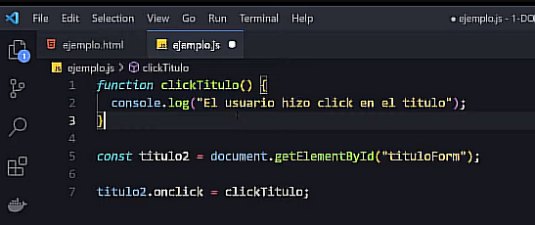 File Edit Selection View Go Run Terminal Help ● ejemplo.js - 1-DO
ejemplo.html JS ejemplo.js ●
JS ejemplo.js > clickTitulo
1 function clickTitulo() {
2 console.log("El usuario hizo click en el titulo");
3 }
4
5 const titulo2 = document.getElementById("tituloForm");
6
7 titulo2.onclick = clickTitulo;
1